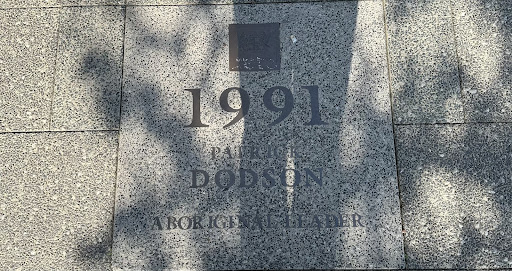 1991
PATRICK
DODSON
ABORIGINAL LEADER